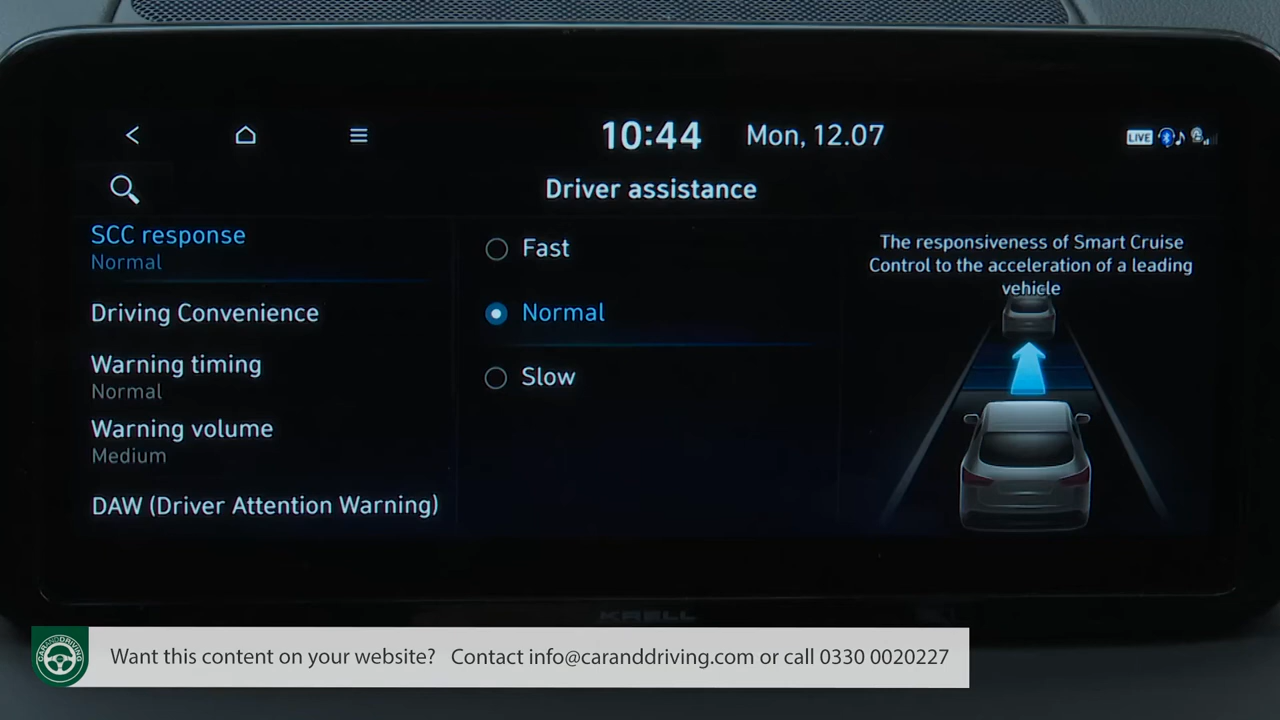 10:44 Mon, 12.07
LIVE
Driver assistance
SCC response
Normal
Driving Convenience
Warning timing
Normal
Warning volume
Medium
DAW (Driver Attention Warning)
Fast
Normal
Slow
The responsiveness of Smart Cruise
Control to the acceleration of a leading
vehicle
KRELL
CARANDDRIVING
Want this content on your website? Contact info@caranddriving.com or call 0330 0020227